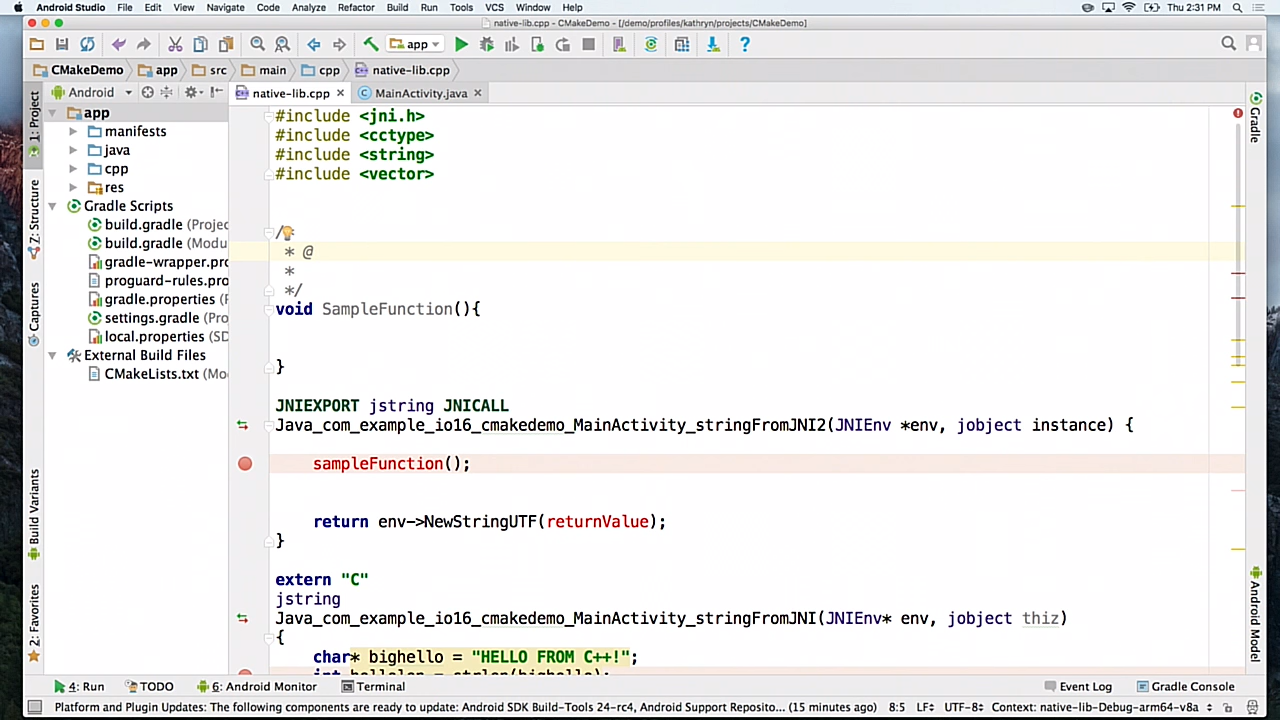 Android Studio File Edit View Navigate Code Analyze Refactor Build Run Tools VCS Window Help Thu 2:31 PM
native-lib.cpp - CMakeDemo - [/demo/profiles/kathryn/projects/CMakeDemo]
app
CMakeDemo app src main cpp native-lib.cpp
Android native-lib.cpp MainActivity.java
1: Project
Z: Structure
Captures
Build Variants
2: Favorites
app
manifests
java
cpp
res
Gradle Scripts
build.gradle (Projec
build.gradle (Modu
gradle-wrapper.pro
proguard-rules.pro
gradle.properties (P
settings.gradle (Pro
local.properties (SD
External Build Files
CMakeLists.txt (Mod
#include <jni.h>
#include <cctype>
#include <string>
#include <vector>
/
* @
*
*/
void SampleFunction(){
}
JNIEXPORT jstring JNICALL
Java_com_example_io16_cmakedemo_MainActivity_stringFromJNI2(JNIEnv *env, jobject instance) {
sampleFunction();
return env->NewStringUTF(returnValue);
}
extern "C"
jstring
Java_com_example_io16_cmakedemo_MainActivity_stringFromJNI(JNIEnv* env, jobject thiz)
{
char* bighello = "HELLO FROM C++!";
int hellolen = strlen(bighello);
Gradle
Android Model
4: Run TODO 6: Android Monitor Terminal Event Log Gradle Console
Platform and Plugin Updates: The following components are ready to update: Android SDK Build-Tools 24-rc4, Android Support Reposito... (15 minutes ago) 8:5 LF÷ UTF-8÷ Context: native-lib-Debug-arm64-v8a